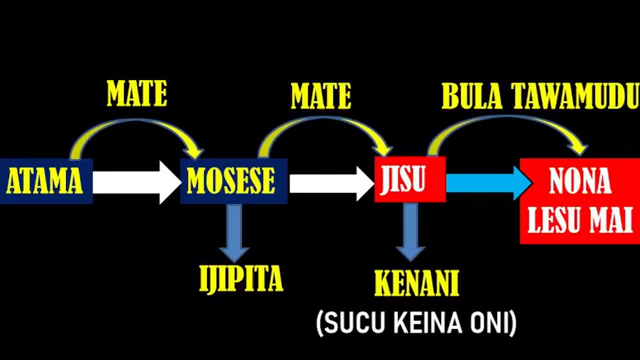 MATE
MATE
BULA TAWAMUDU
ATAMA
MOSESE
JISU
NONA
LESU MAI
IJIPITA
KENANI
(SUCU KEINA ONI)